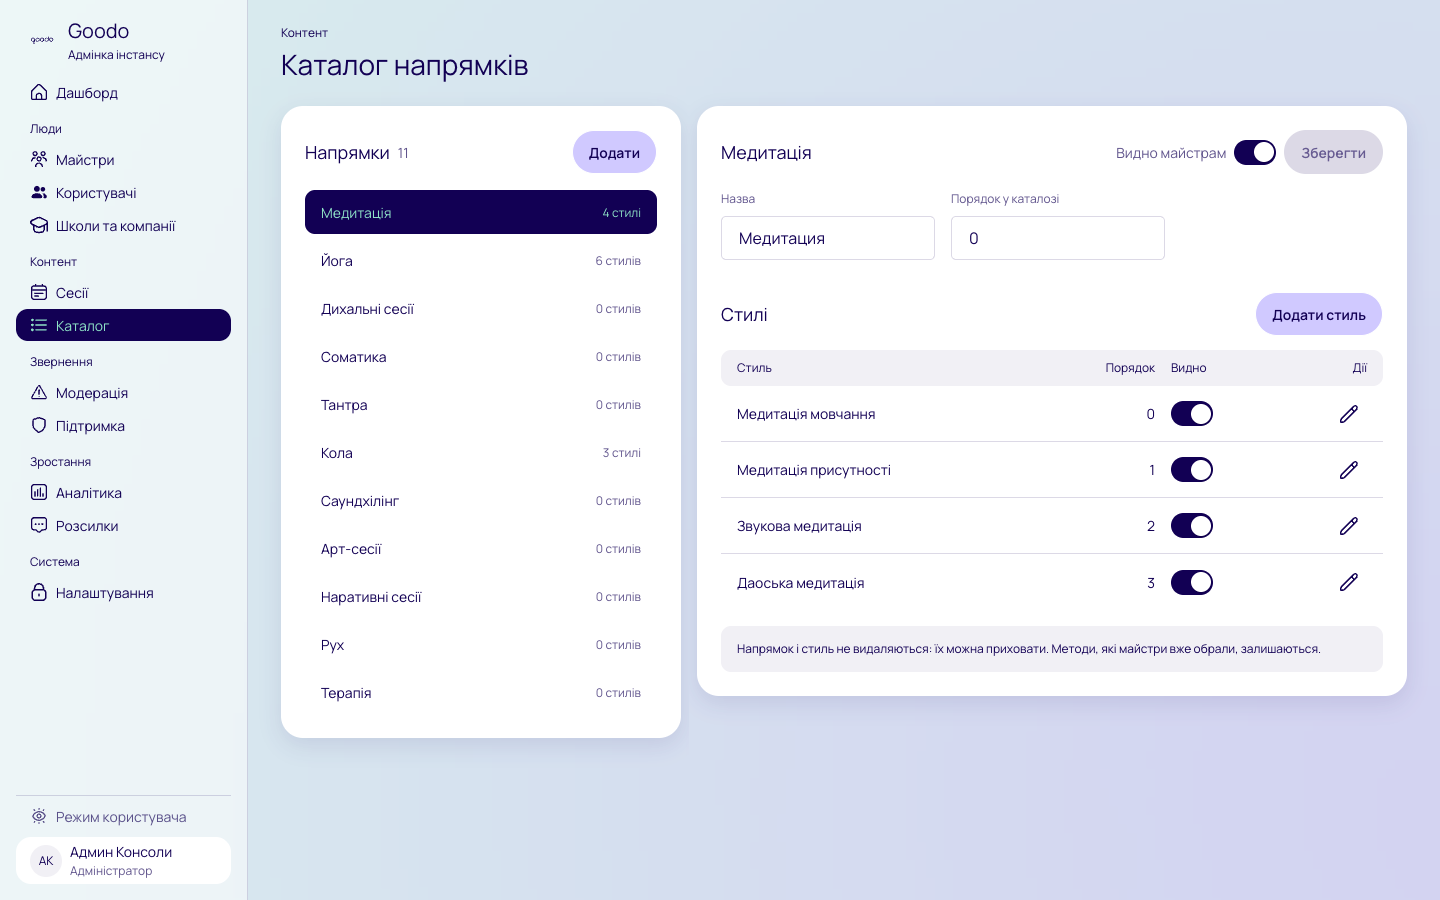 goodo
Goodo
Адмінка інстансу
Дашборд
Люди
Майстри
Користувачі
Школи та компанії
Контент
Сесії
Каталог
Звернення
Модерація
Підтримка
Зростання
Аналітика
Розсилки
Система
Налаштування
Режим користувача
АК
Админ Консоли
Адміністратор
Контент
Каталог напрямків
Напрямки 11
Додати
Медитація 4 стилі
Йога 6 стилів
Дихальні сесії 0 стилів
Соматика 0 стилів
Тантра 0 стилів
Кола 3 стилі
Саундхілінг 0 стилів
Арт-сесії 0 стилів
Наративні сесії 0 стилів
Рух 0 стилів
Терапія 0 стилів
Медитація
Видно майстрам
Зберегти
Назва Порядок у каталозі
Медитация 0
Стилі
Додати стиль
Стиль Порядок Видно Дії
Медитація мовчання 0
Медитація присутності 1
Звукова медитація 2
Даоська медитація 3
Напрямок і стиль не видаляються: їх можна приховати. Методи, які майстри вже обрали, залишаються.